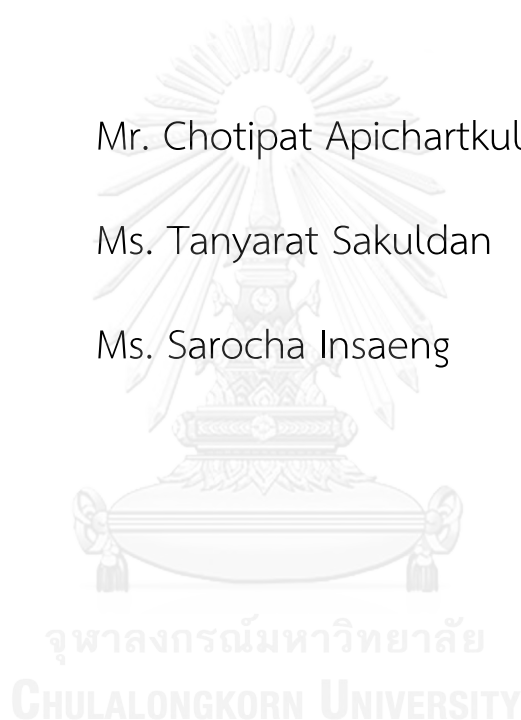 Mr. Chotipat Apichartkul
Ms. Tanyarat Sakuldan
Ms. Sarocha Insaeng
จุฬาลงกรณ์มหาวิทยาลัย
CHULALONGKORN UNIVERSITY